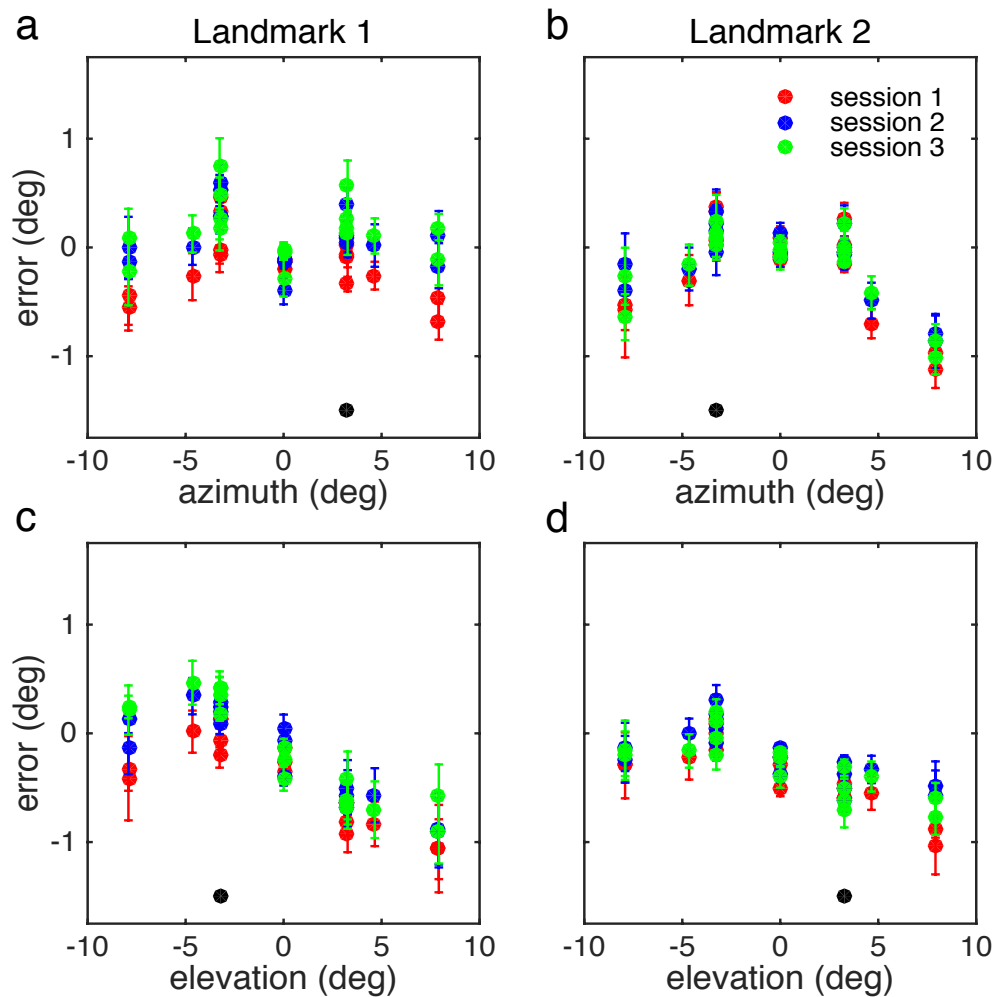 a
Landmark 1
b
Landmark 2
session 1
session 2
session 3
1
0
-1
error (deg)
-10
-5
0
5
10
azimuth (deg)
-10
-5
0
5
10
azimuth (deg)
c
d
1
0
-1
error (deg)
-10
-5
0
5
10
elevation (deg)
-10
-5
0
5
10
elevation (deg)